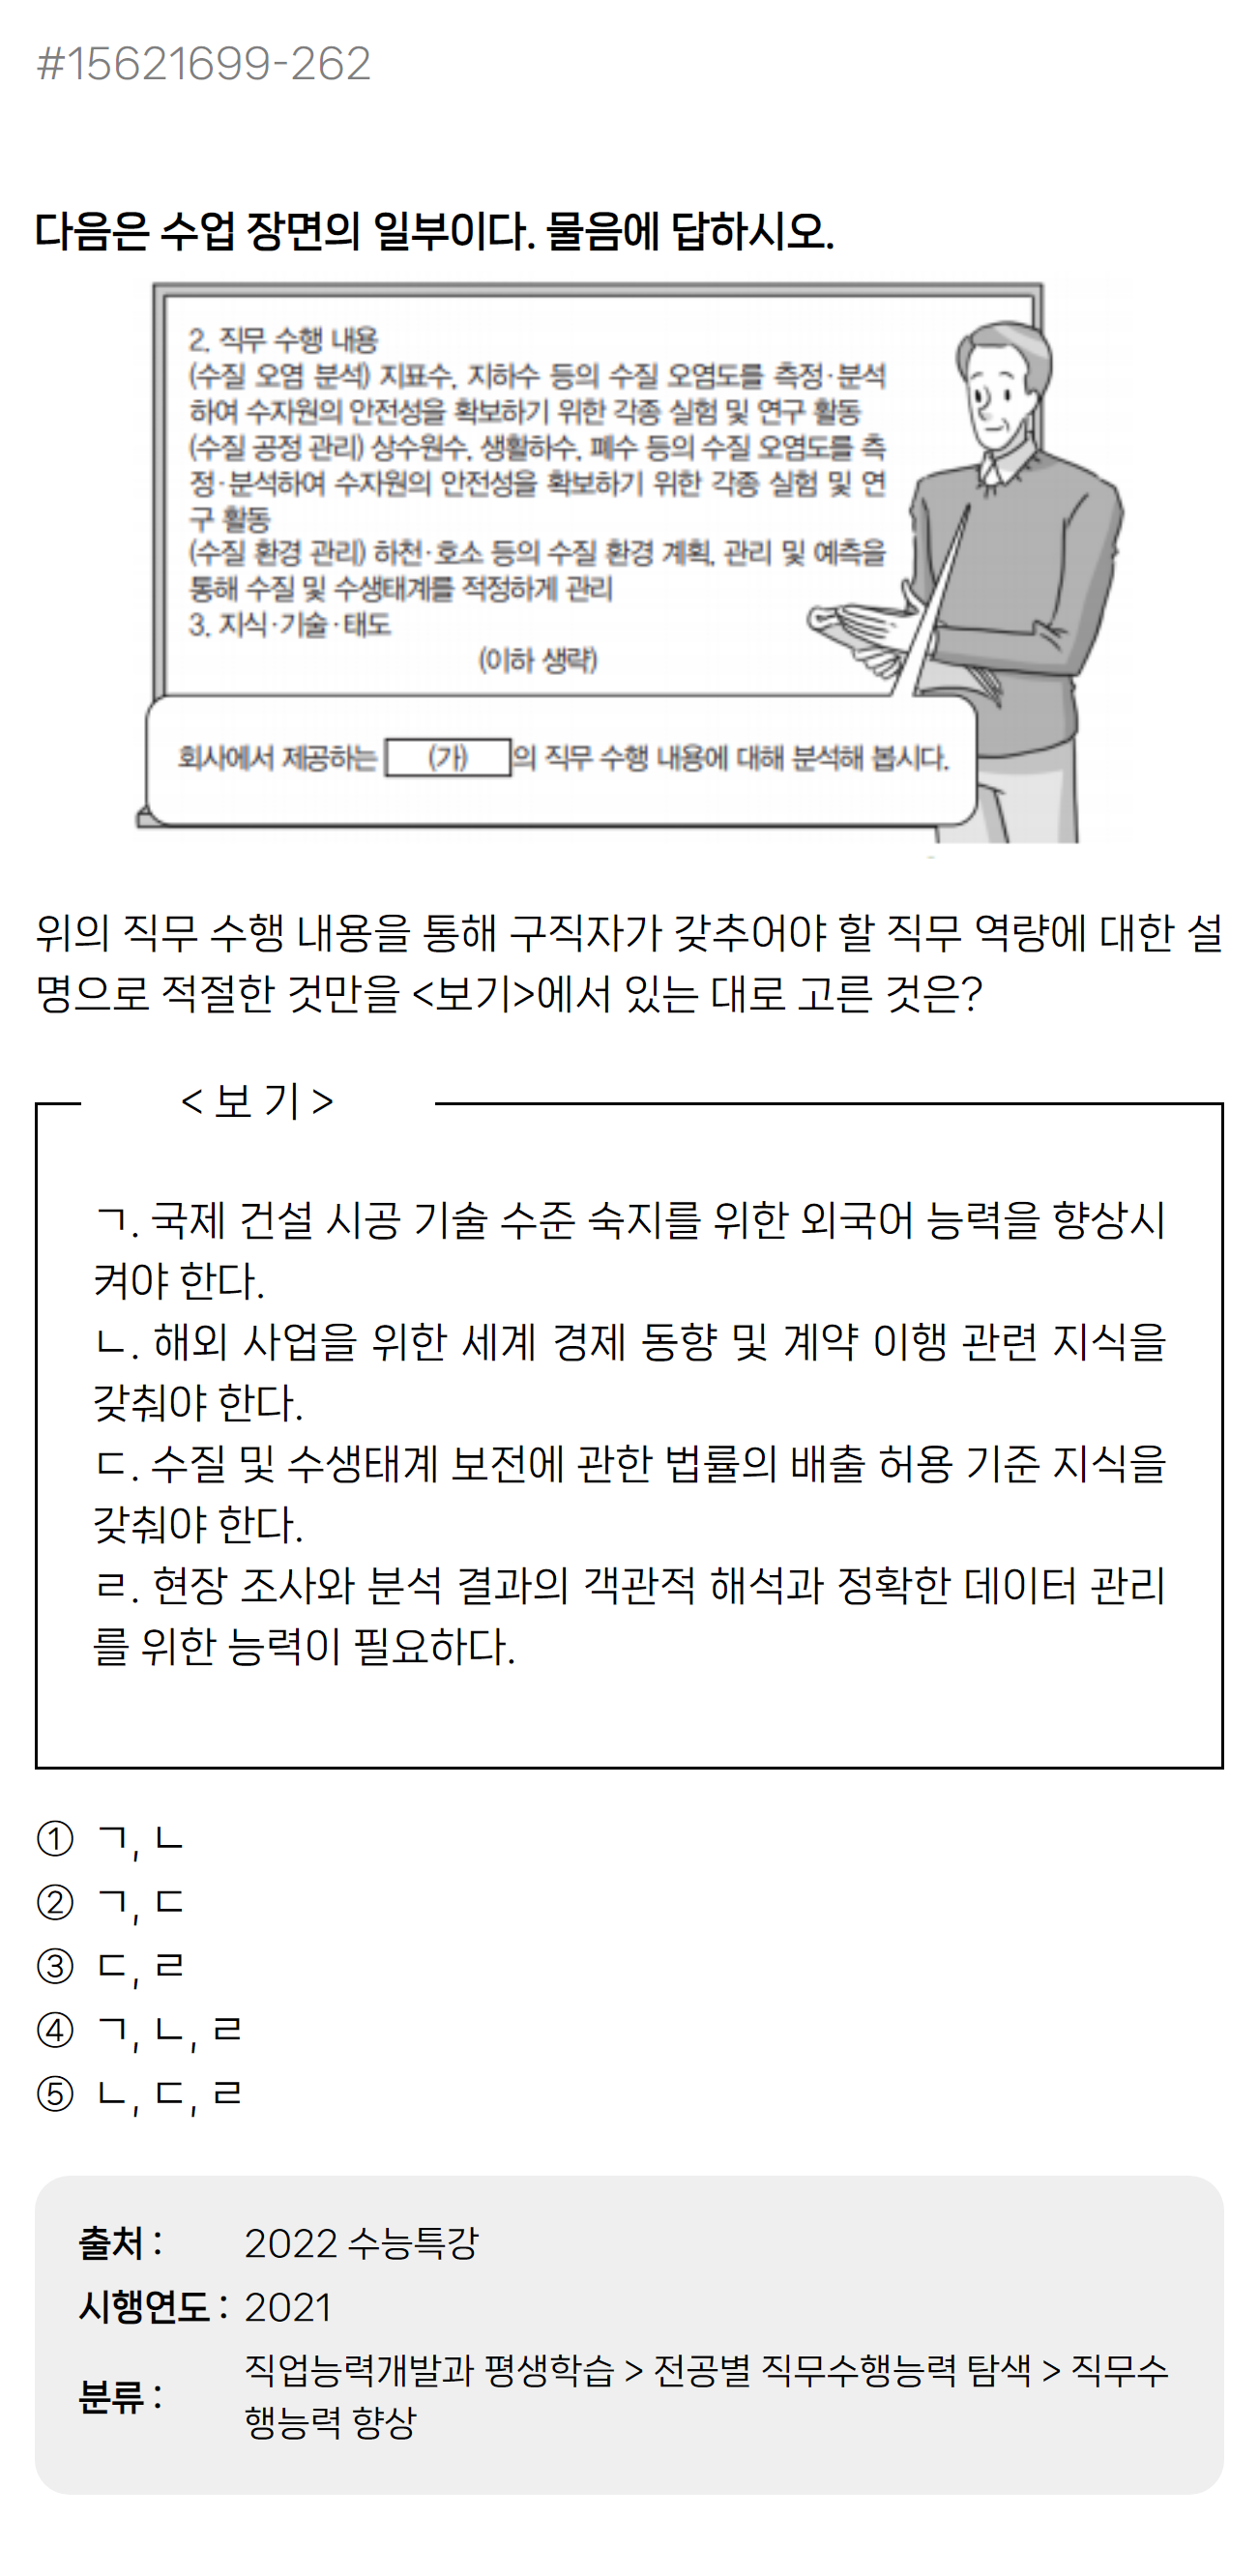 #15621699-262
다음은 수업 장면의 일부이다. 물음에 답하시오.
2. 직무 수행 내용
(수질 오염 분석) 지표수, 지하수 등의 수질 오염도를 측정·분석
하여 수자원의 안전성을 확보하기 위한 각종 실험 및 연구 활동
(수질 공정 관리) 상수원수, 생활하수, 폐수 등의 수질 오염도를 측
정·분석하여 수자원의 안전성을 확보하기 위한 각종 실험 및 연
구 활동
(수질 환경 관리) 하천·호소 등의 수질 환경 계획, 관리 및 예측을
통해 수질 및 수생태계를 적정하게 관리
3. 지식·기술·태도
(이하 생략)
회사에서 제공하는 (가) 의 직무 수행 내용에 대해 분석해 봅시다.
위의 직무 수행 내용을 통해 구직자가 갖추어야 할 직무 역량에 대한 설
명으로 적절한 것만을 <보기>에서 있는 대로 고른 것은?
< 보 기 >
ㄱ. 국제 건설 시공 기술 수준 숙지를 위한 외국어 능력을 향상시
켜야 한다.
ㄴ. 해외 사업을 위한 세계 경제 동향 및 계약 이행 관련 지식을
갖춰야 한다.
ㄷ. 수질 및 수생태계 보전에 관한 법률의 배출 허용 기준 지식을
갖춰야 한다.
ㄹ. 현장 조사와 분석 결과의 객관적 해석과 정확한 데이터 관리
를 위한 능력이 필요하다.
① ㄱ, ㄴ
② ㄱ, ㄷ
③ ㄷ, ㄹ
④ ㄱ, ㄴ, ㄹ
⑤ ㄴ, ㄷ, ㄹ
출처 : 2022 수능특강
시행연도 : 2021
분류 : 직업능력개발과 평생학습 > 전공별 직무수행능력 탐색 > 직무수
행능력 향상